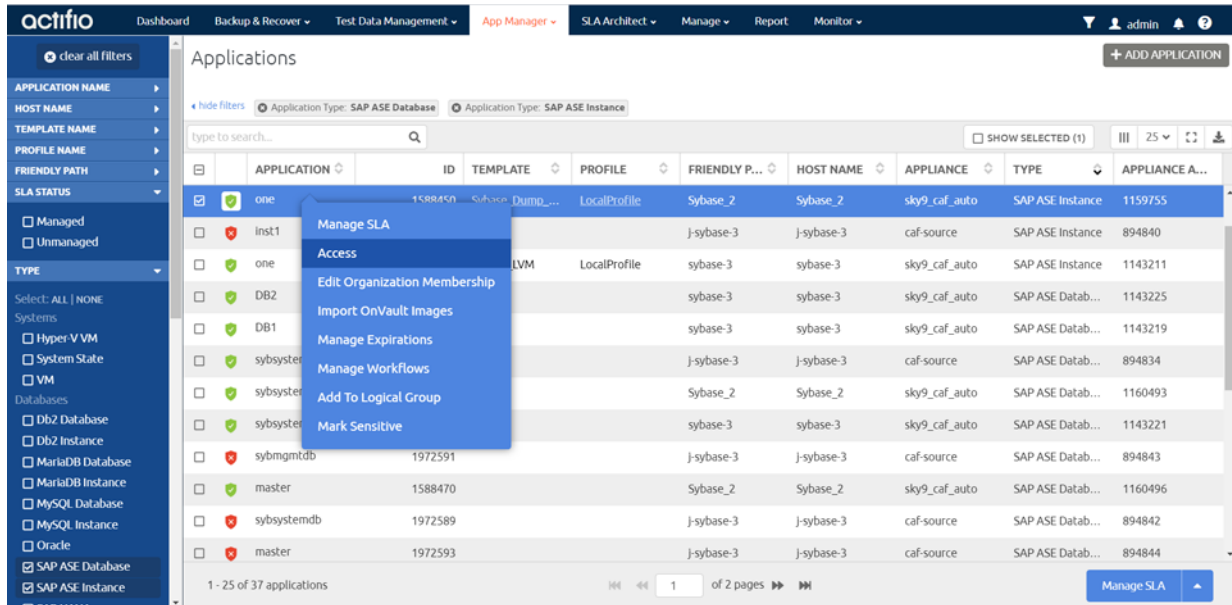 actifio Dashboard Backup & Recover Test Data Management App Manager SLA Architect Manage Report Monitor admin
clear all filters
Applications
+ ADD APPLICATION
APPLICATION NAME
HOST NAME
TEMPLATE NAME
PROFILE NAME
FRIENDLY PATH
SLA STATUS
Managed
Unmanaged
TYPE
Select: ALL | NONE
Systems
Hyper-V VM
System State
VM
Databases
Db2 Database
Db2 Instance
MariaDB Database
MariaDB Instance
MySQL Database
MySQL Instance
Oracle
SAP ASE Database
SAP ASE Instance
hide filters Application Type: SAP ASE Database Application Type: SAP ASE Instance
type to search... SHOW SELECTED (1) 25
APPLICATION ID TEMPLATE PROFILE FRIENDLY P... HOST NAME APPLIANCE TYPE APPLIANCE A...
one 1588450 Sybase_Dump_... LocalProfile Sybase_2 Sybase_2 sky9_caf_auto SAP ASE Instance 1159755
inst1 j-sybase-3 j-sybase-3 caf-source SAP ASE Instance 894840
one LVM LocalProfile sybase-3 sybase-3 sky9_caf_auto SAP ASE Instance 1143211
DB2 sybase-3 sybase-3 sky9_caf_auto SAP ASE Datab... 1143225
DB1 sybase-3 sybase-3 sky9_caf_auto SAP ASE Datab... 1143219
sybsyster j-sybase-3 j-sybase-3 caf-source SAP ASE Datab... 894834
sybsyster Sybase_2 Sybase_2 sky9_caf_auto SAP ASE Datab... 1160493
sybsyster sybase-3 sybase-3 sky9_caf_auto SAP ASE Datab... 1143221
sybmgmtdb 1972591 j-sybase-3 j-sybase-3 caf-source SAP ASE Datab... 894843
master 1588470 Sybase_2 Sybase_2 sky9_caf_auto SAP ASE Datab... 1160496
sybsystemdb 1972589 j-sybase-3 j-sybase-3 caf-source SAP ASE Datab... 894842
master 1972593 j-sybase-3 j-sybase-3 caf-source SAP ASE Datab... 894844
Manage SLA
Access
Edit Organization Membership
Import OnVault Images
Manage Expirations
Manage Workflows
Add To Logical Group
Mark Sensitive
1 - 25 of 37 applications 1 of 2 pages Manage SLA